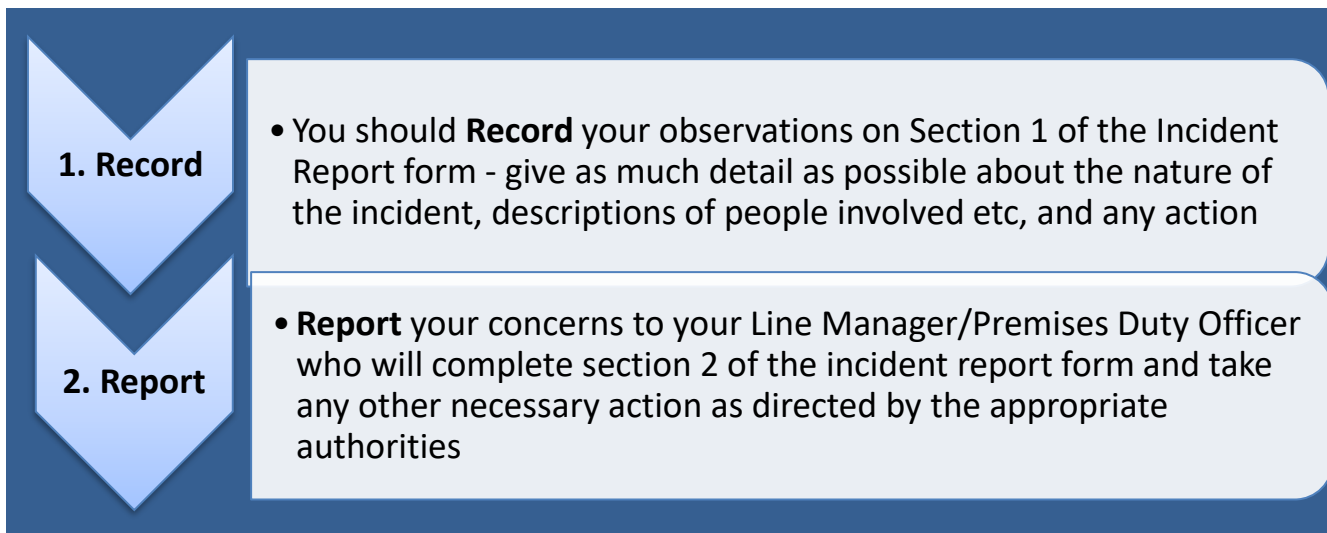 1. Record
• You should Record your observations on Section 1 of the Incident
Report form - give as much detail as possible about the nature of
the incident, descriptions of people involved etc, and any action
2. Report
• Report your concerns to your Line Manager/Premises Duty Officer
who will complete section 2 of the incident report form and take
any other necessary action as directed by the appropriate
authorities